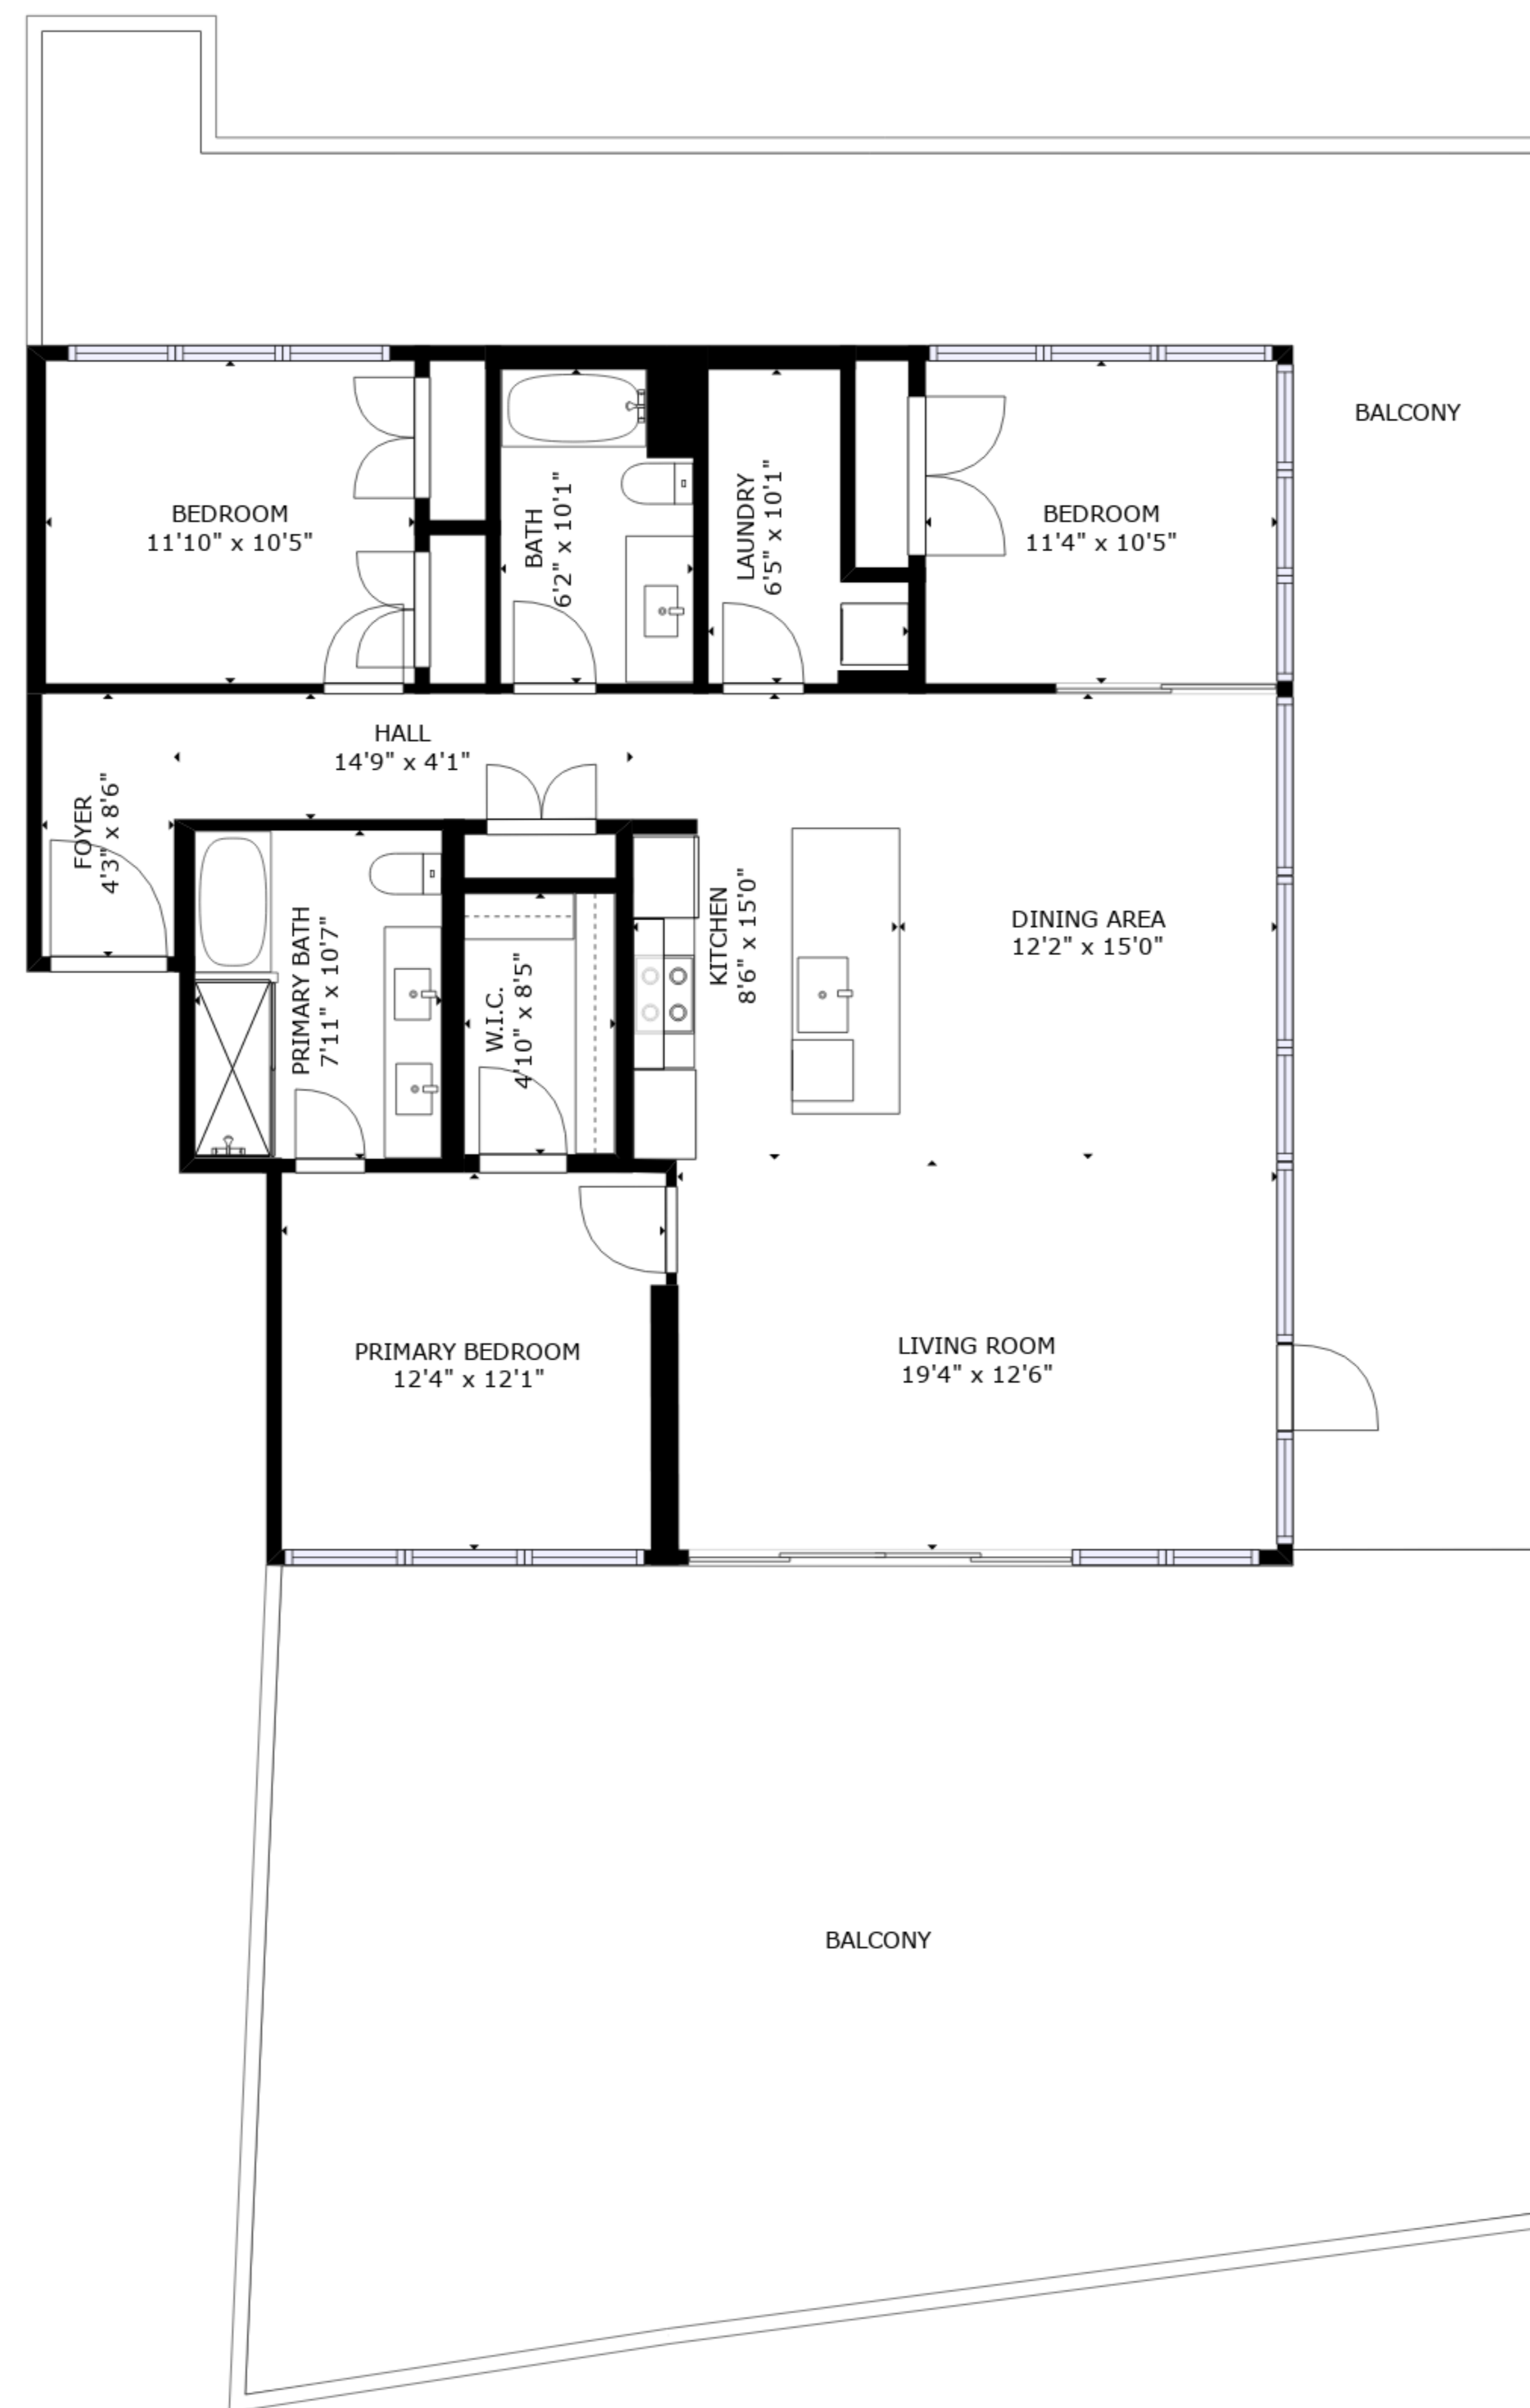 BALCONY
BEDROOM
11'10" x 10'5"
BATH
6'2" x 10'1"
LAUNDRY
6'5" x 10'1"
BEDROOM
11'4" x 10'5"
HALL
14'9" x 4'1"
FOYER
4'3" x 8'6"
PRIMARY BATH
7'11" x 10'7"
W.I.C.
4'10" x 8'5"
KITCHEN
8'6" x 15'0"
DINING AREA
12'2" x 15'0"
PRIMARY BEDROOM
12'4" x 12'1"
LIVING ROOM
19'4" x 12'6"
BALCONY